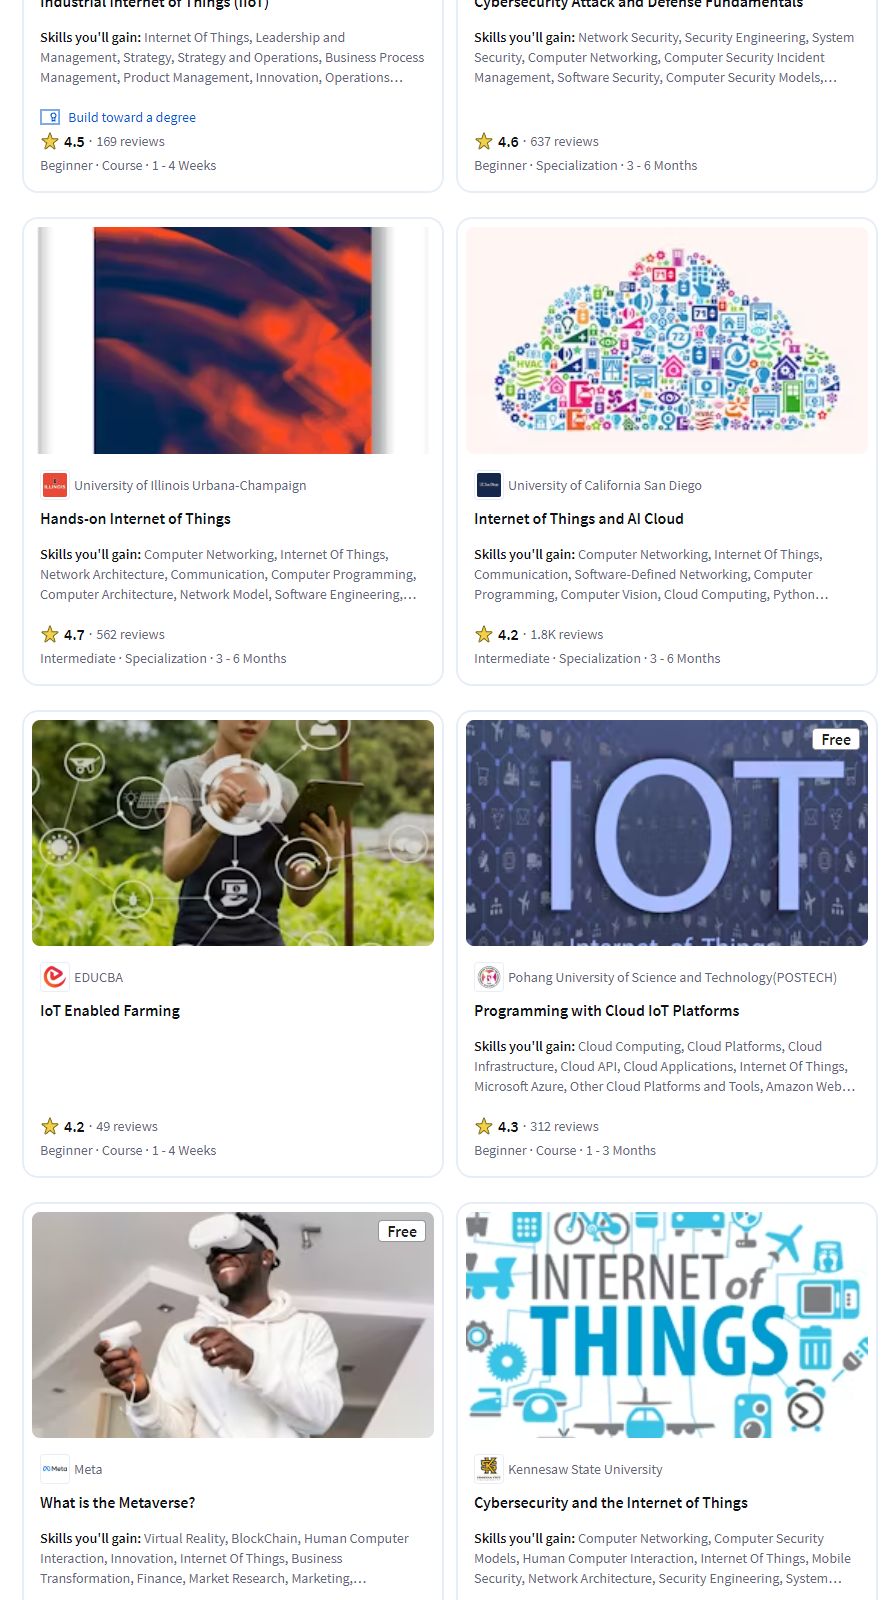 Industrial Internet of Things (IIoT)
Skills you'll gain: Internet Of Things, Leadership and
Management, Strategy, Strategy and Operations, Business Process
Management, Product Management, Innovation, Operations…
Build toward a degree
4.5 · 169 reviews
Beginner · Course · 1 - 4 Weeks
Cybersecurity Attack and Defense Fundamentals
Skills you'll gain: Network Security, Security Engineering, System
Security, Computer Networking, Computer Security Incident
Management, Software Security, Computer Security Models,…
4.6 · 637 reviews
Beginner · Specialization · 3 - 6 Months
ILLINOIS
University of Illinois Urbana-Champaign
Hands-on Internet of Things
Skills you'll gain: Computer Networking, Internet Of Things,
Network Architecture, Communication, Computer Programming,
Computer Architecture, Network Model, Software Engineering,…
4.7 · 562 reviews
Intermediate · Specialization · 3 - 6 Months
71
71
72
HVAC
HVAC
University of California San Diego
Internet of Things and AI Cloud
Skills you'll gain: Computer Networking, Internet Of Things,
Communication, Software-Defined Networking, Computer
Programming, Computer Vision, Cloud Computing, Python…
4.2 · 1.8K reviews
Intermediate · Specialization · 3 - 6 Months
EDUCBA
IoT Enabled Farming
4.2 · 49 reviews
Beginner · Course · 1 - 4 Weeks
Free
IOT
Internet of Things
Pohang University of Science and Technology(POSTECH)
Programming with Cloud IoT Platforms
Skills you'll gain: Cloud Computing, Cloud Platforms, Cloud
Infrastructure, Cloud API, Cloud Applications, Internet Of Things,
Microsoft Azure, Other Cloud Platforms and Tools, Amazon Web…
4.3 · 312 reviews
Beginner · Course · 1 - 3 Months
Free
Meta
Meta
What is the Metaverse?
Skills you'll gain: Virtual Reality, BlockChain, Human Computer
Interaction, Innovation, Internet Of Things, Business
Transformation, Finance, Market Research, Marketing,…
INTERNET of
THINGS
Kennesaw State University
Cybersecurity and the Internet of Things
Skills you'll gain: Computer Networking, Computer Security
Models, Human Computer Interaction, Internet Of Things, Mobile
Security, Network Architecture, Security Engineering, System…